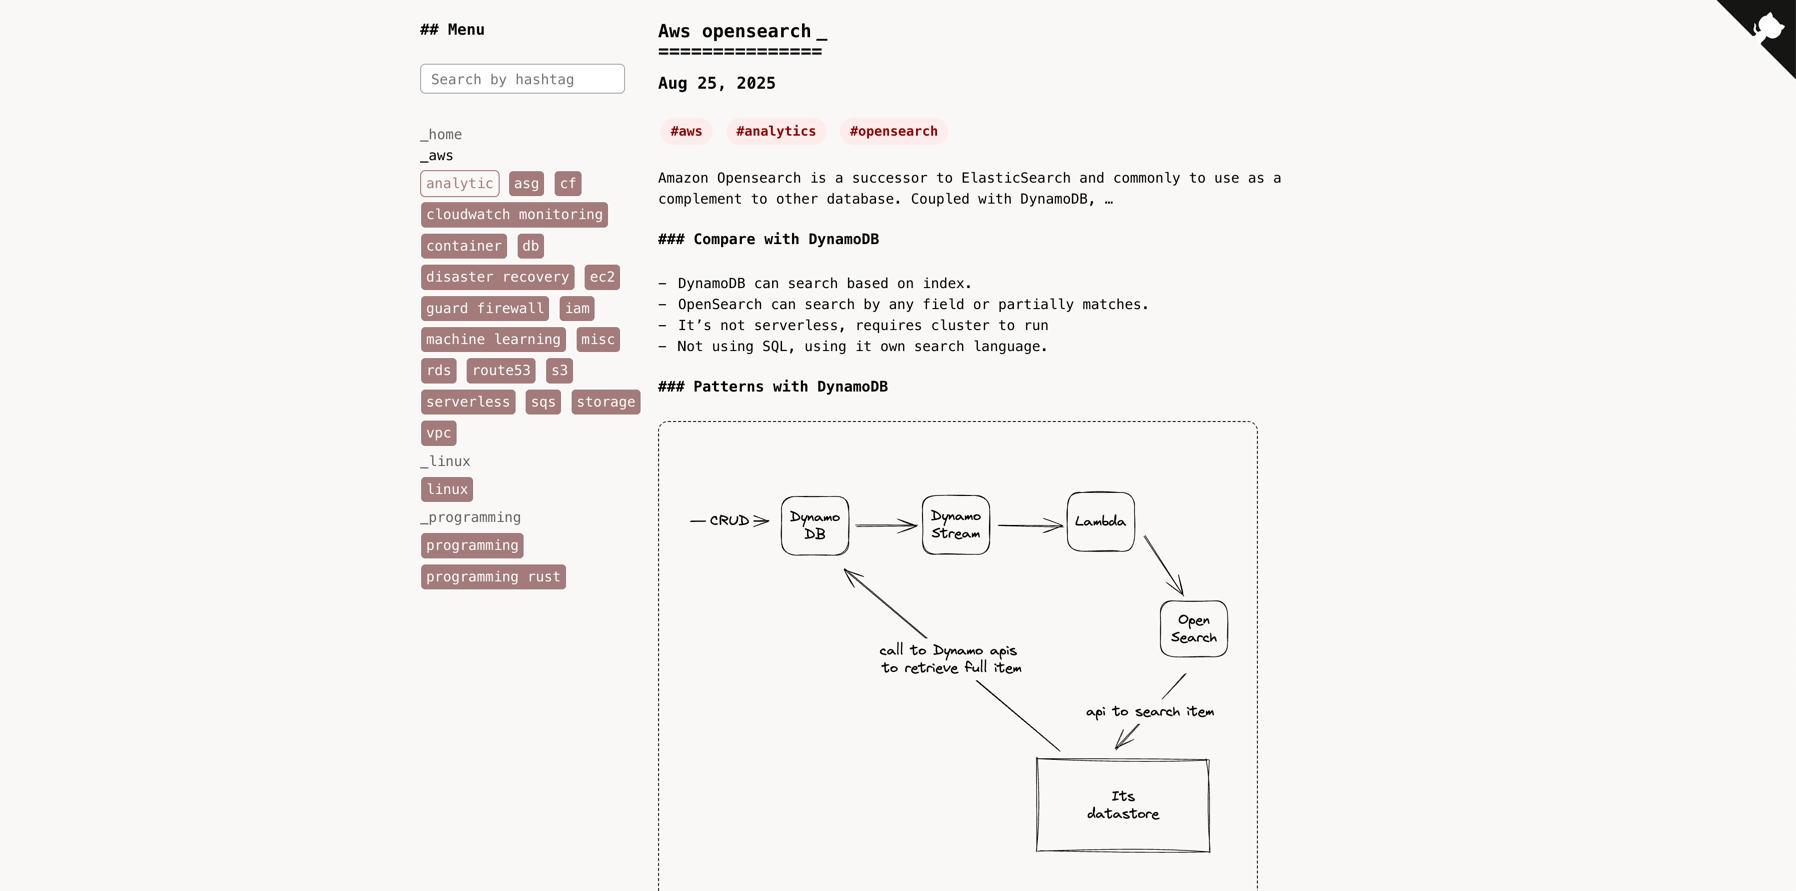 ## Menu
Search by hashtag
_home
_aws
analytic asg cf
cloudwatch monitoring
container db
disaster recovery ec2
guard firewall iam
machine learning misc
rds route53 s3
serverless sqs storage
vpc
_linux
linux
_programming
programming
programming rust
Aws opensearch_
===============
Aug 25, 2025
#aws #analytics #opensearch
Amazon Opensearch is a successor to ElasticSearch and commonly to use as a
complement to other database. Coupled with DynamoDB, …
### Compare with DynamoDB
– DynamoDB can search based on index.
– OpenSearch can search by any field or partially matches.
– It’s not serverless, requires cluster to run
– Not using SQL, using it own search language.
### Patterns with DynamoDB
CRUD
Dynamo
DB
Dynamo
Stream
Lambda
Open
Search
call to Dynamo apis
to retrieve full item
api to search item
Its
datastore